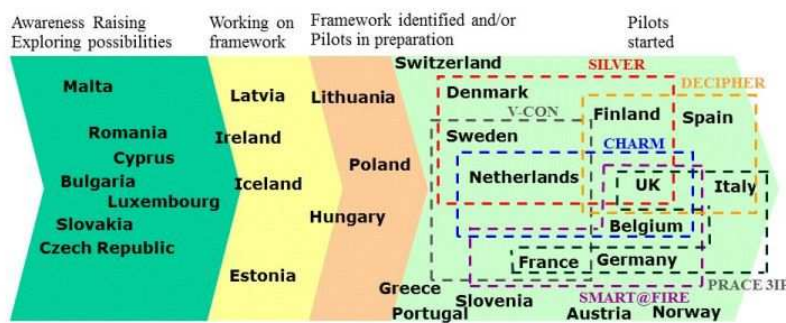 Awareness Raising
Exploring possibilities
Working on
framework
Framework identified and/or
Pilots in preparation
Pilots
started
Malta
Romania
Cyprus
Bulgaria
Luxembourg
Slovakia
Czech Republic
Latvia
Ireland
Iceland
Estonia
Lithuania
Poland
Hungary
Switzerland
SILVER
DECIPHER
Denmark
V-CON
Finland
Spain
Sweden
CHARM
Netherlands
UK
Italy
Belgium
France
Germany
PRACE 3IP
Greece
Slovenia
SMART@FIRE
Portugal
Austria
Norway